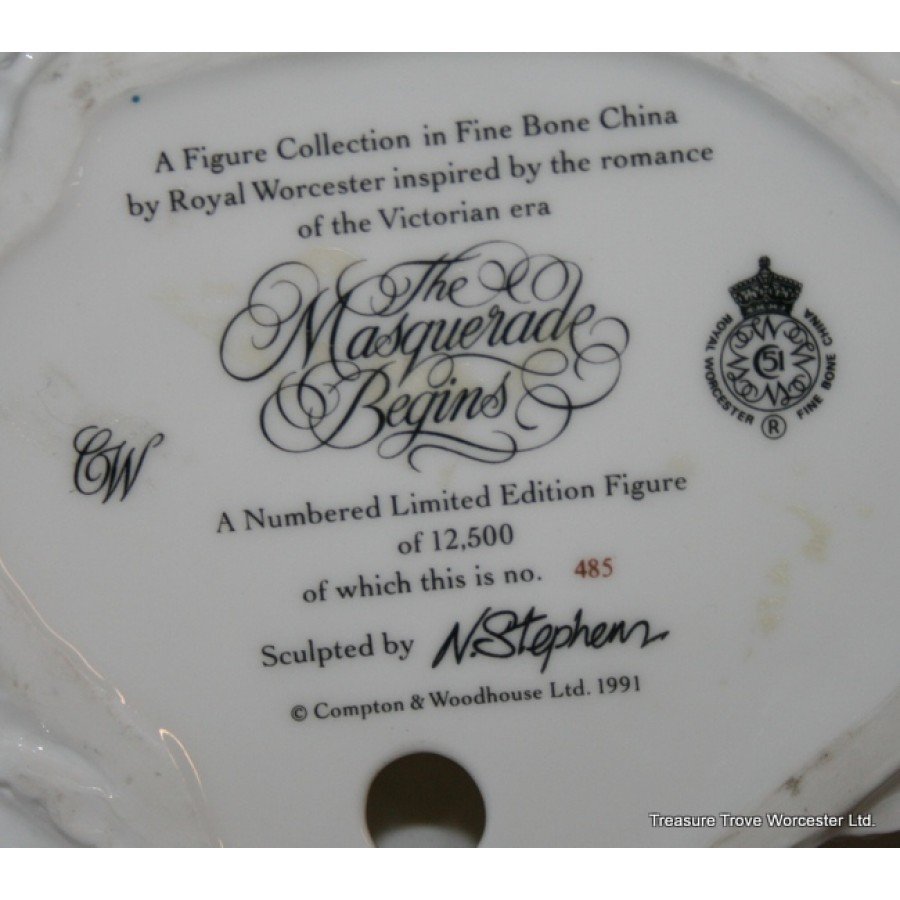 A Figure Collection in Fine Bone China
by Royal Worcester inspired by the romance
of the Victorian era
The
Masquerade
Begins
ROYAL WORCESTER FINE BONE CHINA
51
®
CW
A Numbered Limited Edition Figure
of 12,500
of which this is no. 485
Sculpted by N. Stephens
© Compton & Woodhouse Ltd. 1991
Treasure Trove Worcester Ltd.